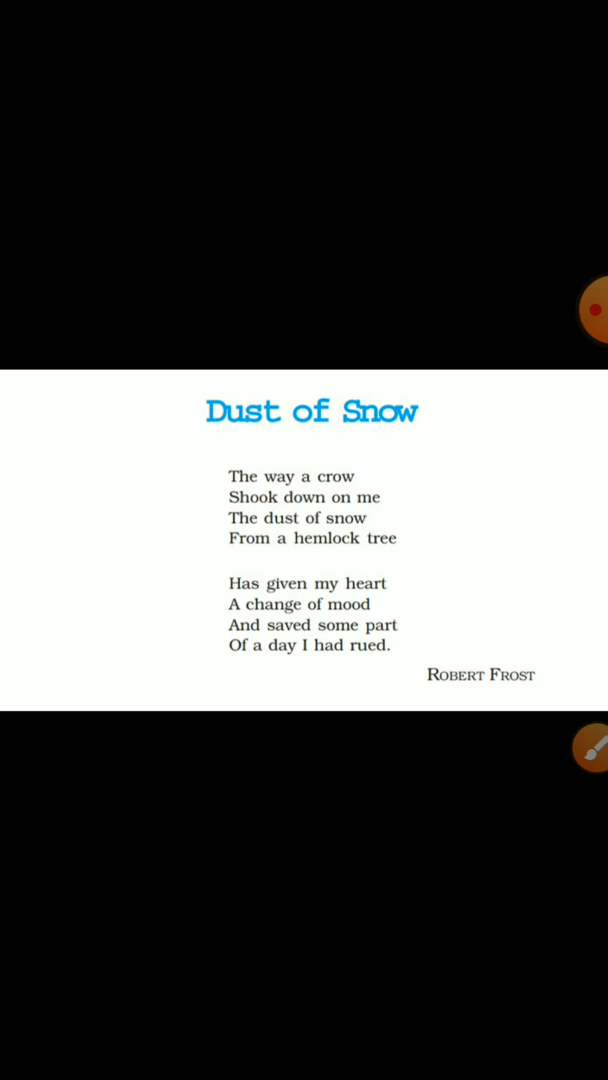 Dust of Snow
The way a crow
Shook down on me
The dust of snow
From a hemlock tree
Has given my heart
A change of mood
And saved some part
Of a day I had rued.
ROBERT FROST